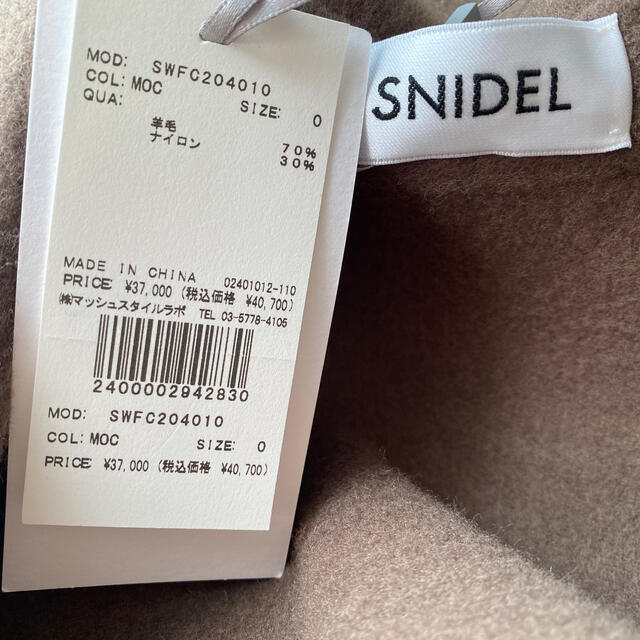 MOD: SWFC204010
COL: MOC SIZE: 0
QUA:
羊毛 70%
ナイロン 30%
MADE IN CHINA 02401012-110
PRICE: ¥37,000 (税込価格 ¥40,700)
㈱マッシュスタイルラボ TEL 03-5778-4105
2400002942830
MOD: SWFC204010
COL: MOC SIZE: 0
PRICE: ¥37,000 (税込価格 ¥40,700)
SNIDEL